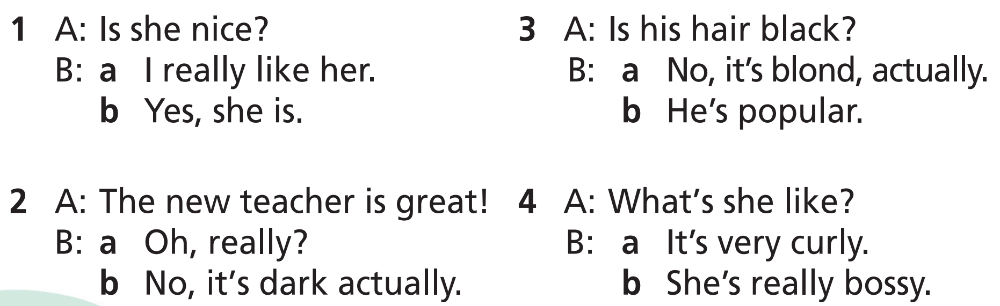 1 A: Is she nice?
B: a I really like her.
b Yes, she is.
2 A: The new teacher is great!
B: a Oh, really?
b No, it's dark actually.
3 A: Is his hair black?
B: a No, it's blond, actually.
b He's popular.
4 A: What's she like?
B: a It's very curly.
b She's really bossy.